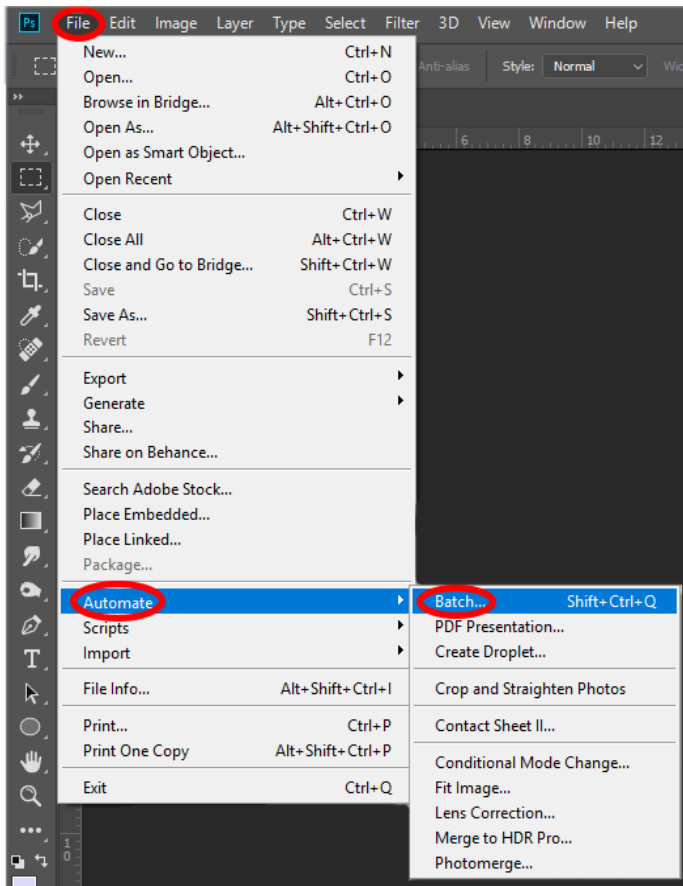 Ps File Edit Image Layer Type Select Filter 3D View Window Help
Anti-alias Style: Normal
6 8 10 12
New... Ctrl+N
Open... Ctrl+O
Browse in Bridge... Alt+Ctrl+O
Open As... Alt+Shift+Ctrl+O
Open as Smart Object...
Open Recent
Close Ctrl+W
Close All Alt+Ctrl+W
Close and Go to Bridge... Shift+Ctrl+W
Save Ctrl+S
Save As... Shift+Ctrl+S
Revert F12
Export
Generate
Share...
Share on Behance...
Search Adobe Stock...
Place Embedded...
Place Linked...
Package...
Automate
Scripts
Import
File Info... Alt+Shift+Ctrl+I
Print... Ctrl+P
Print One Copy Alt+Shift+Ctrl+P
Exit Ctrl+Q
Batch... Shift+Ctrl+Q
PDF Presentation...
Create Droplet...
Crop and Straighten Photos
Contact Sheet II...
Conditional Mode Change...
Fit Image...
Lens Correction...
Merge to HDR Pro...
Photomerge...
T
1
0